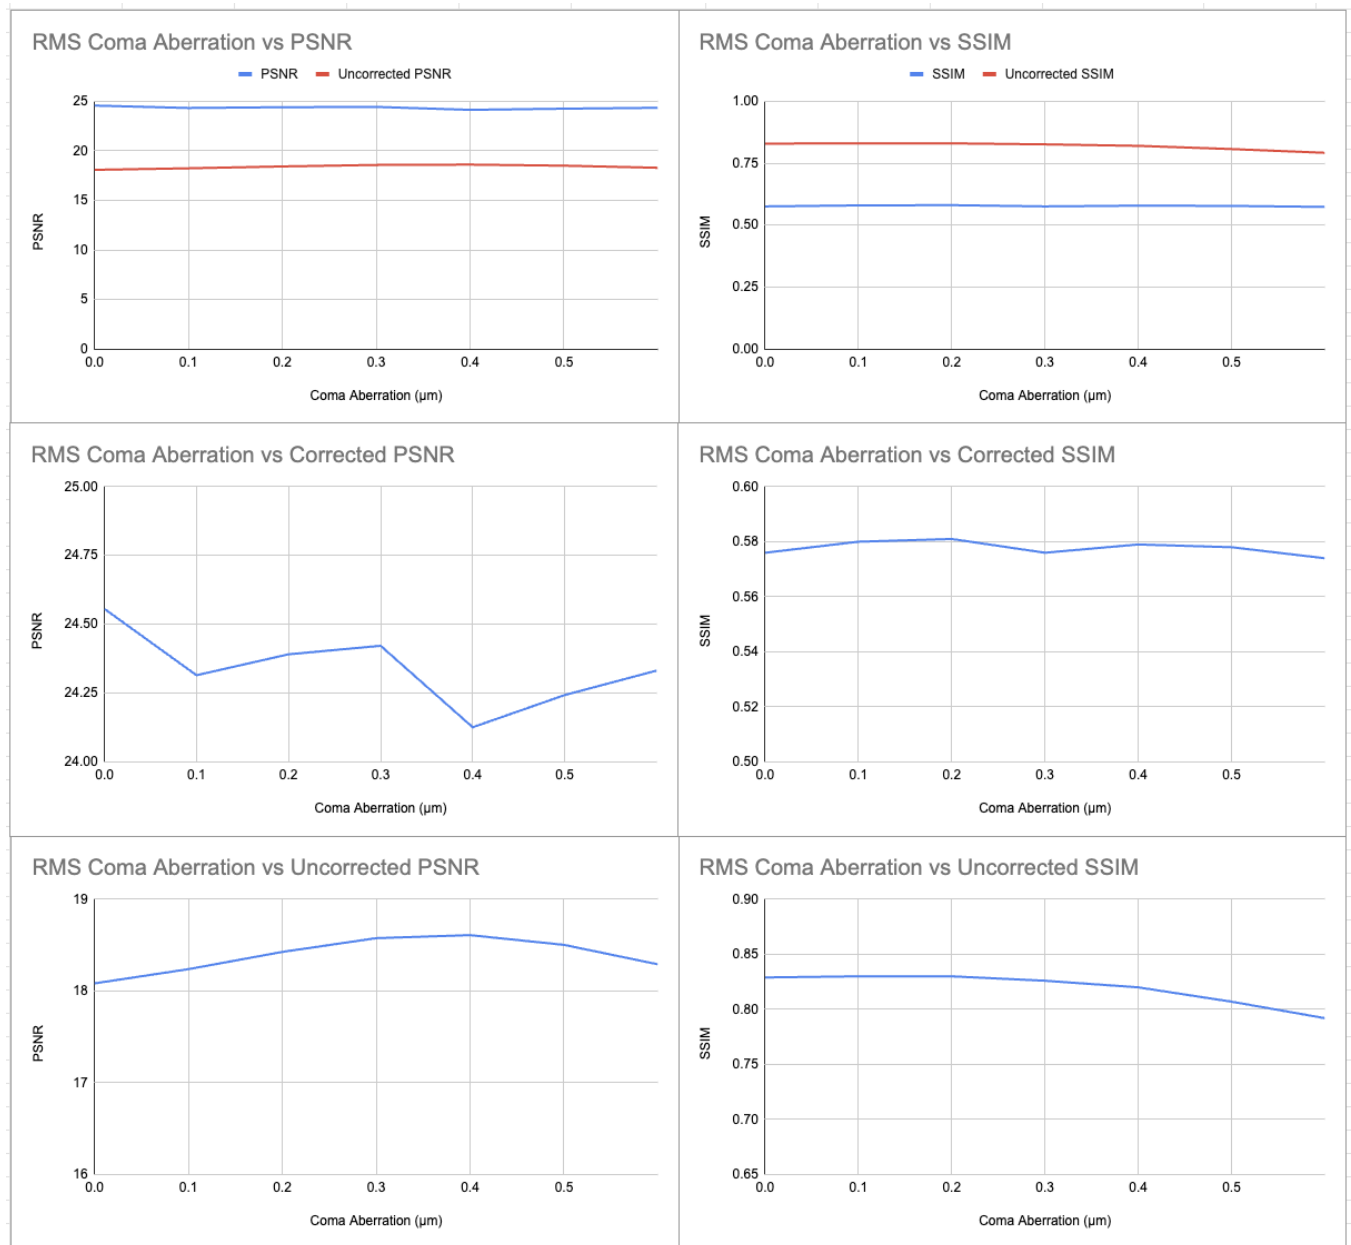 RMS Coma Aberration vs PSNR
PSNR Uncorrected PSNR
25
20
15
10
5
0
PSNR
0.0 0.1 0.2 0.3 0.4 0.5
Coma Aberration (µm)
RMS Coma Aberration vs SSIM
SSIM Uncorrected SSIM
1.00
0.75
0.50
0.25
0.00
SSIM
0.0 0.1 0.2 0.3 0.4 0.5
Coma Aberration (µm)
RMS Coma Aberration vs Corrected PSNR
25.00
24.75
24.50
24.25
24.00
PSNR
0.0 0.1 0.2 0.3 0.4 0.5
Coma Aberration (µm)
RMS Coma Aberration vs Corrected SSIM
0.60
0.58
0.56
0.54
0.52
0.50
SSIM
0.0 0.1 0.2 0.3 0.4 0.5
Coma Aberration (µm)
RMS Coma Aberration vs Uncorrected PSNR
19
18
17
16
PSNR
0.0 0.1 0.2 0.3 0.4 0.5
Coma Aberration (µm)
RMS Coma Aberration vs Uncorrected SSIM
0.90
0.85
0.80
0.75
0.70
0.65
SSIM
0.0 0.1 0.2 0.3 0.4 0.5
Coma Aberration (µm)